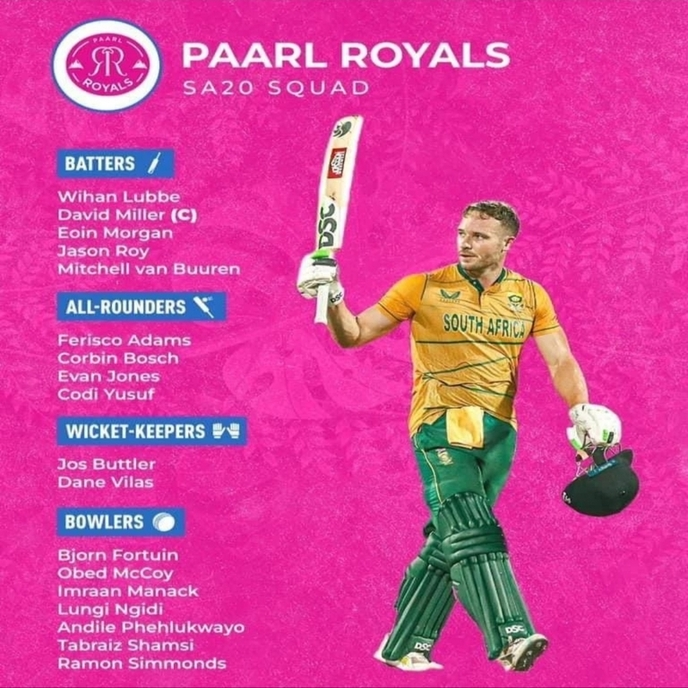 PAARL
ROYALS
PAARL ROYALS
SA20 SQUAD
BATTERS
Wihan Lubbe
David Miller (C)
Eoin Morgan
Jason Roy
Mitchell van Buuren
ALL-ROUNDERS
Ferisco Adams
Corbin Bosch
Evan Jones
Codi Yusuf
WICKET-KEEPERS
Jos Buttler
Dane Vilas
BOWLERS
Bjorn Fortuin
Obed McCoy
Imraan Manack
Lungi Ngidi
Andile Phehlukwayo
Tabraiz Shamsi
Ramon Simmonds
DSC
DSC
SOUTH AFRICA
DSC
DSC